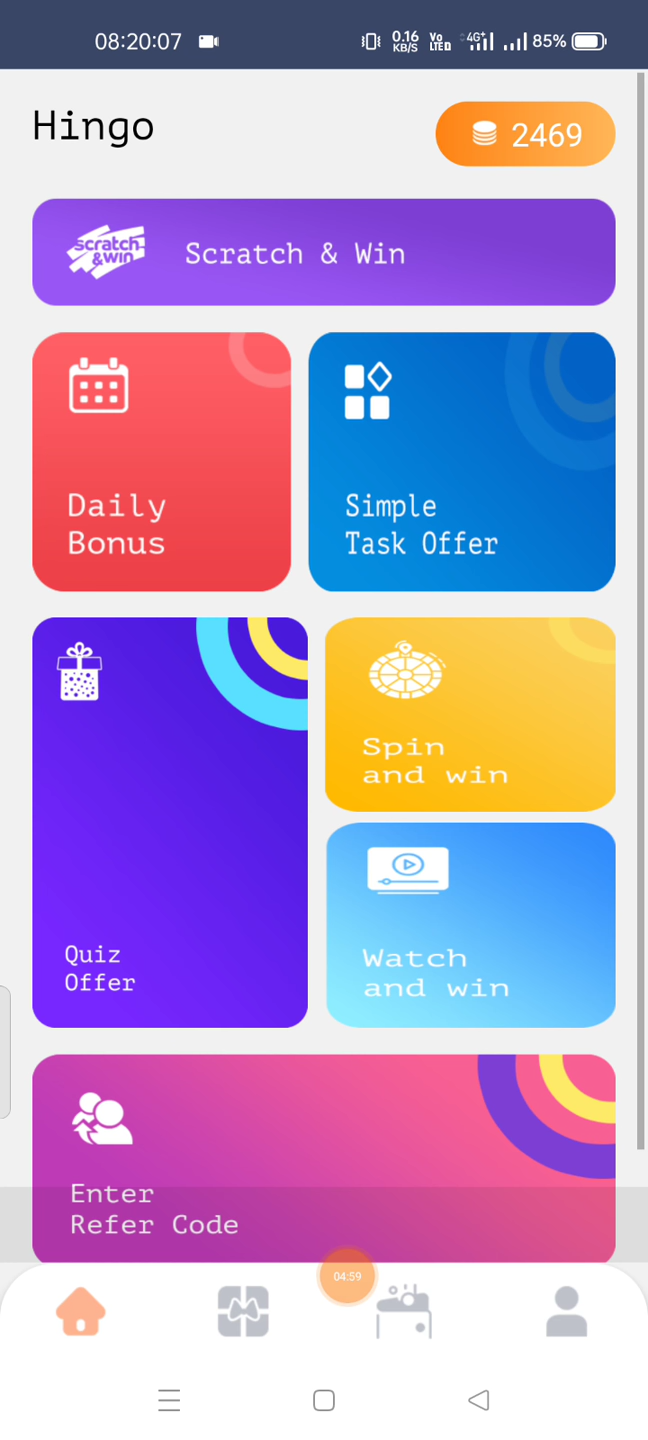 08:20:07
0.16
KB/S
Vo
LTE
4G+
85%
Hingo
2469
scratch
&win
Scratch & Win
Daily
Bonus
Simple
Task Offer
Quiz
Offer
Spin
and win
Watch
and win
Enter
Refer Code
04:59